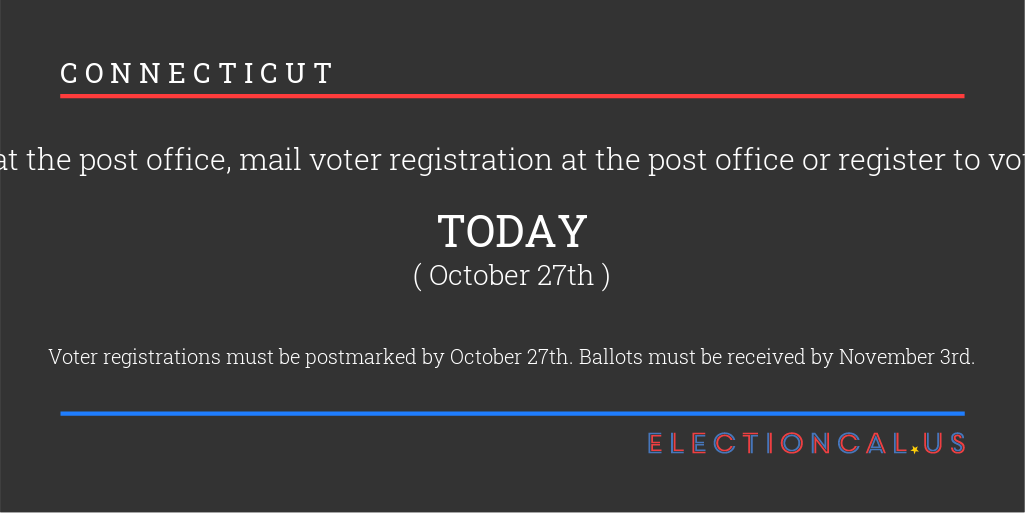 CONNECTICUT
at the post office, mail voter registration at the post office or register to vo
TODAY
( October 27th )
Voter registrations must be postmarked by October 27th. Ballots must be received by November 3rd.
ELECTIONCAL.US